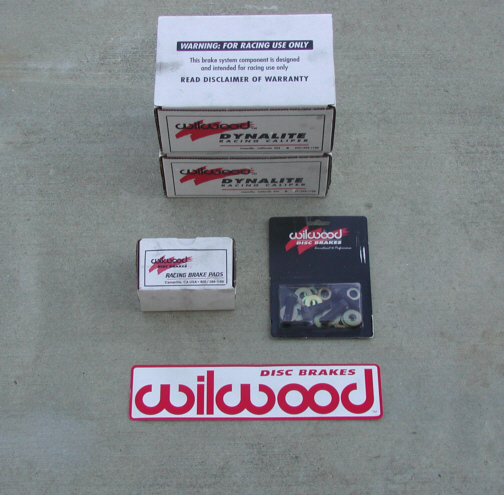 WARNING: FOR RACING USE ONLY
This brake system component is designed
and intended for racing use only
READ DISCLAIMER OF WARRANTY
wilwood
DYNALITE
RACING CALIPER
wilwood
DYNALITE
RACING CALIPER
wilwood
DISC BRAKES
RACING BRAKE PADS
wilwood
DISC BRAKES
DISC BRAKES
wilwood